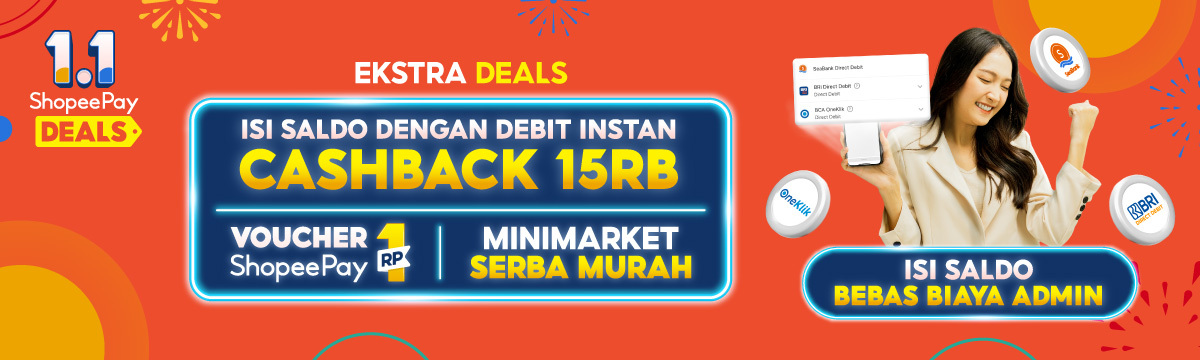 1.1
ShopeePay
DEALS
EKSTRA DEALS
ISI SALDO DENGAN DEBIT INSTAN
CASHBACK 15RB
VOUCHER
ShopeePay
1
RP
MINIMARKET
SERBA MURAH
S
SeaBank Direct Debit
BRI
BRI Direct Debit ?
Direct Debit
BCA OneKlik ?
Direct Debit
S
SeaBank
OneKlik
BRI
DIRECT DEBIT
ISI SALDO
BEBAS BIAYA ADMIN